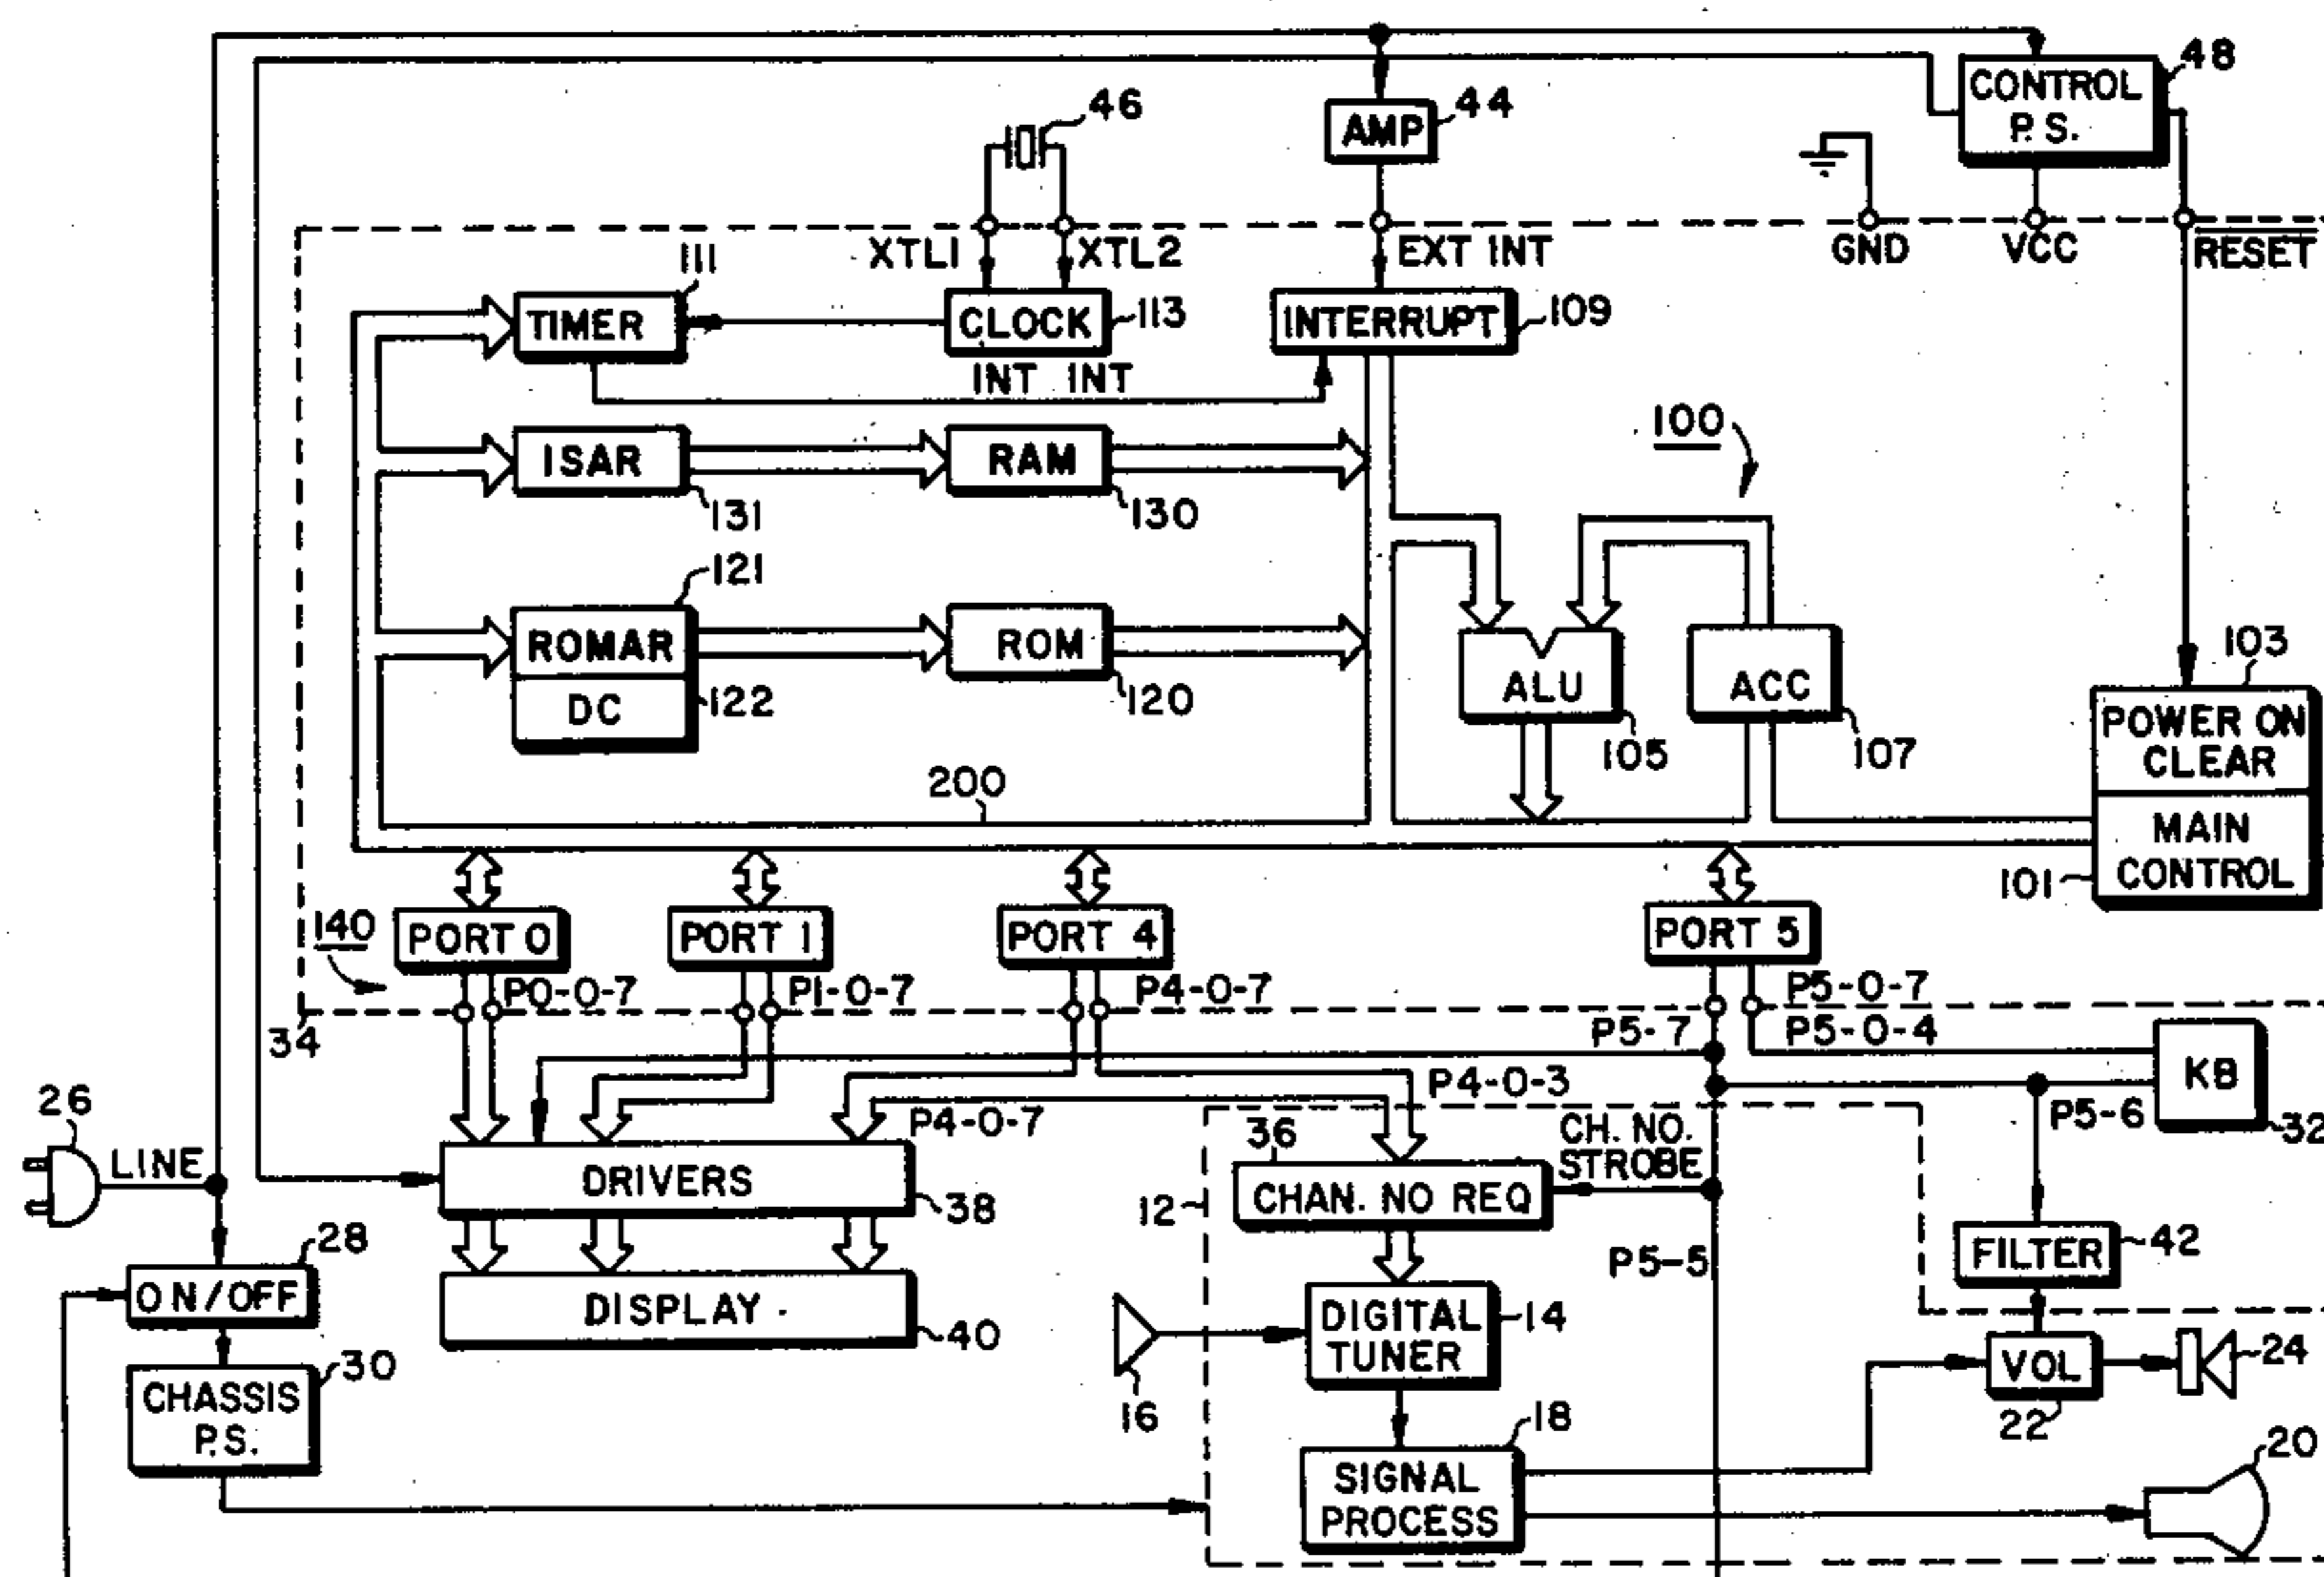 48
CONTROL
P.S.
46
44
AMP
XTL1
XTL2
EXT INT
GND
VCC
RESET
111
TIMER
CLOCK
113
INTERRUPT
109
INT INT
100
ISAR
131
RAM
130
121
ROMAR
DC
122
ROM
120
ALU
105
ACC
107
103
POWER ON
CLEAR
MAIN
CONTROL
101
200
140
PORT 0
PORT 1
PORT 4
PORT 5
P0-0-7
P1-0-7
P4-0-7
P5-0-7
34
P5-7
P5-0-4
KB
32
P4-0-3
P4-0-7
P5-6
26
LINE
36
CH. NO.
STROBE
DRIVERS
38
12
CHAN. NO REQ
P5-5
FILTER
42
28
ON/OFF
DISPLAY
40
DIGITAL
TUNER
14
16
VOL
22
24
30
CHASSIS
P.S.
18
SIGNAL
PROCESS
20